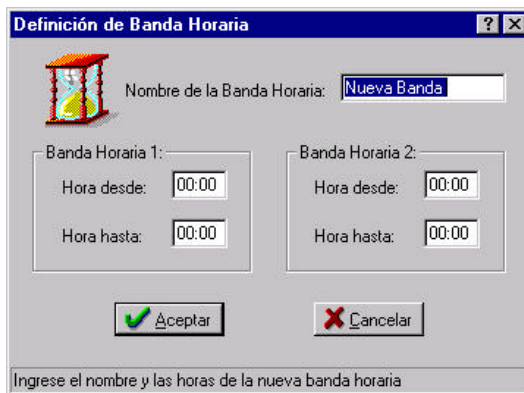 Definición de Banda Horaria
Nombre de la Banda Horaria: Nueva Banda
Banda Horaria 1:
Hora desde: 00:00
Hora hasta: 00:00
Banda Horaria 2:
Hora desde: 00:00
Hora hasta: 00:00
Aceptar
Cancelar
Ingrese el nombre y las horas de la nueva banda horaria